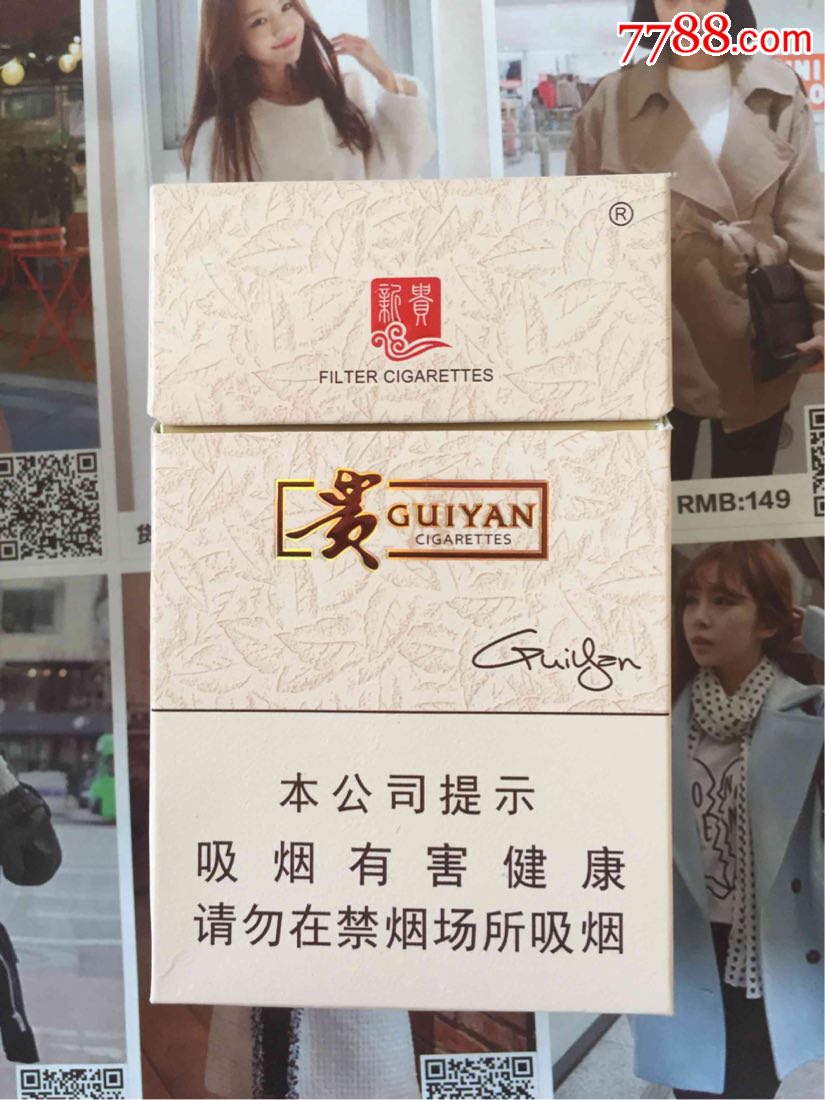 7788.com
®
新貴
FILTER CIGARETTES
贵 GUIYAN
CIGARETTES
RMB:149
货
GuiYan
本公司提示
吸烟有害健康
请勿在禁烟场所吸烟